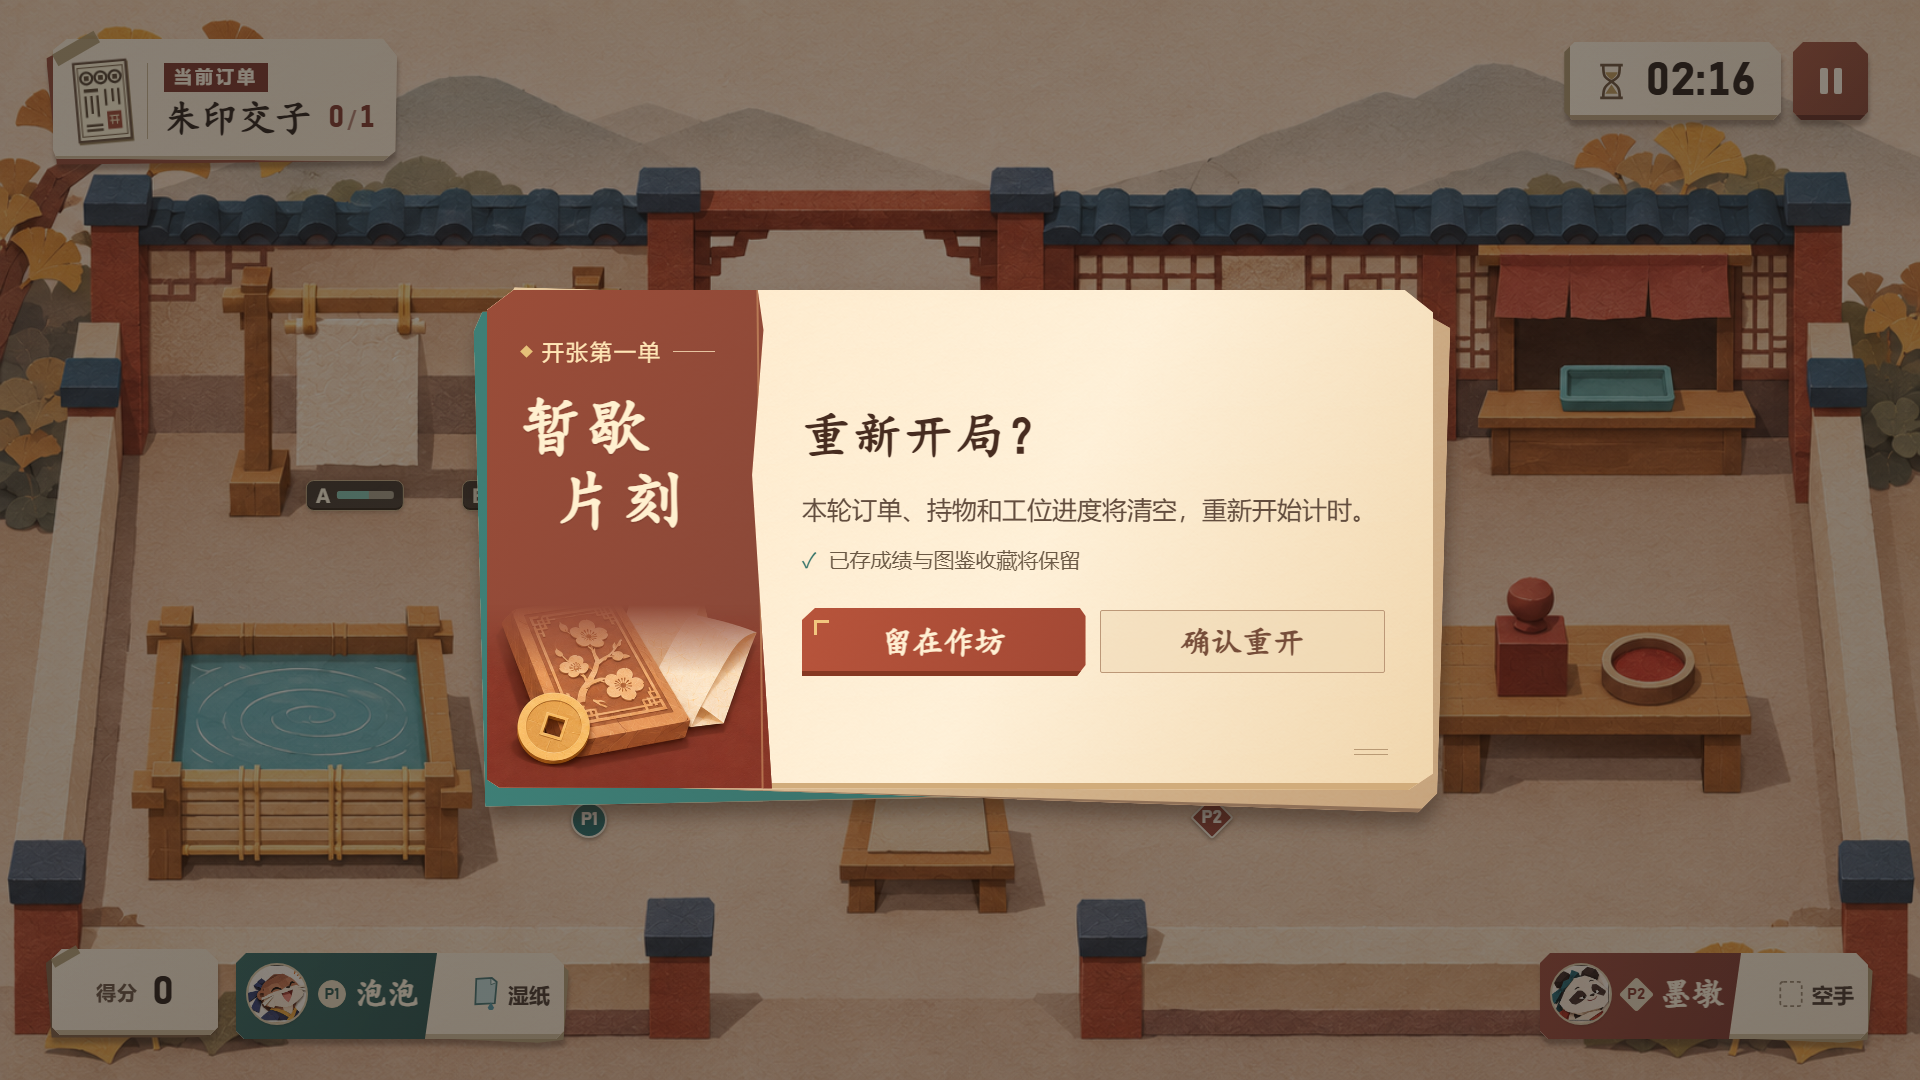 当前订单
朱印交子 0/1
02:16
开张第一单
暂歇
片刻
重新开局？
本轮订单、持物和工位进度将清空，重新开始计时。
✓ 已存成绩与图鉴收藏将保留
留在作坊
确认重开
A
P1
P2
得分 0
P1 泡泡
湿纸
P2 墨墩
空手